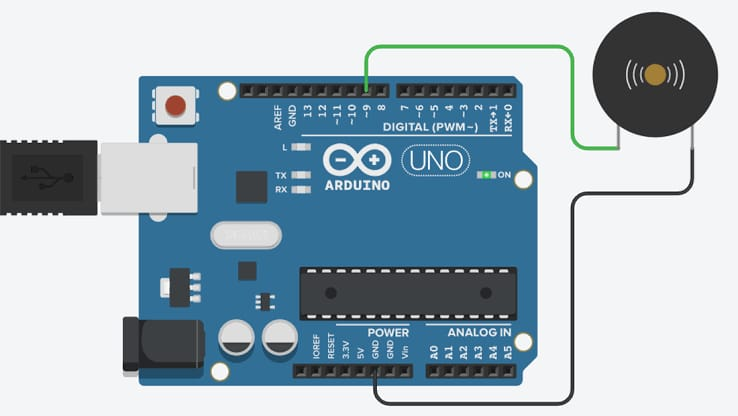 AREF
GND
13
12
~11
~10
~9
8
7
~6
~5
4
~3
2
TX→1
RX←0
DIGITAL (PWM~)
L
TX
RX
UNO
ARDUINO
ON
POWER
ANALOG IN
IOREF
RESET
3.3V
5V
GND
GND
Vin
A0
A1
A2
A3
A4
A5